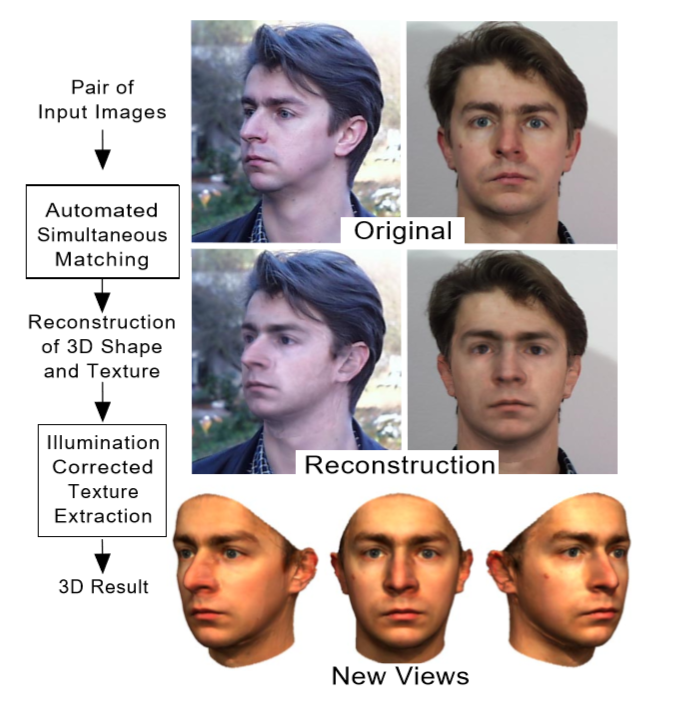 Pair of
Input Images
Automated
Simultaneous
Matching
Reconstruction
of 3D Shape
and Texture
Illumination
Corrected
Texture
Extraction
3D Result
Original
Reconstruction
New Views